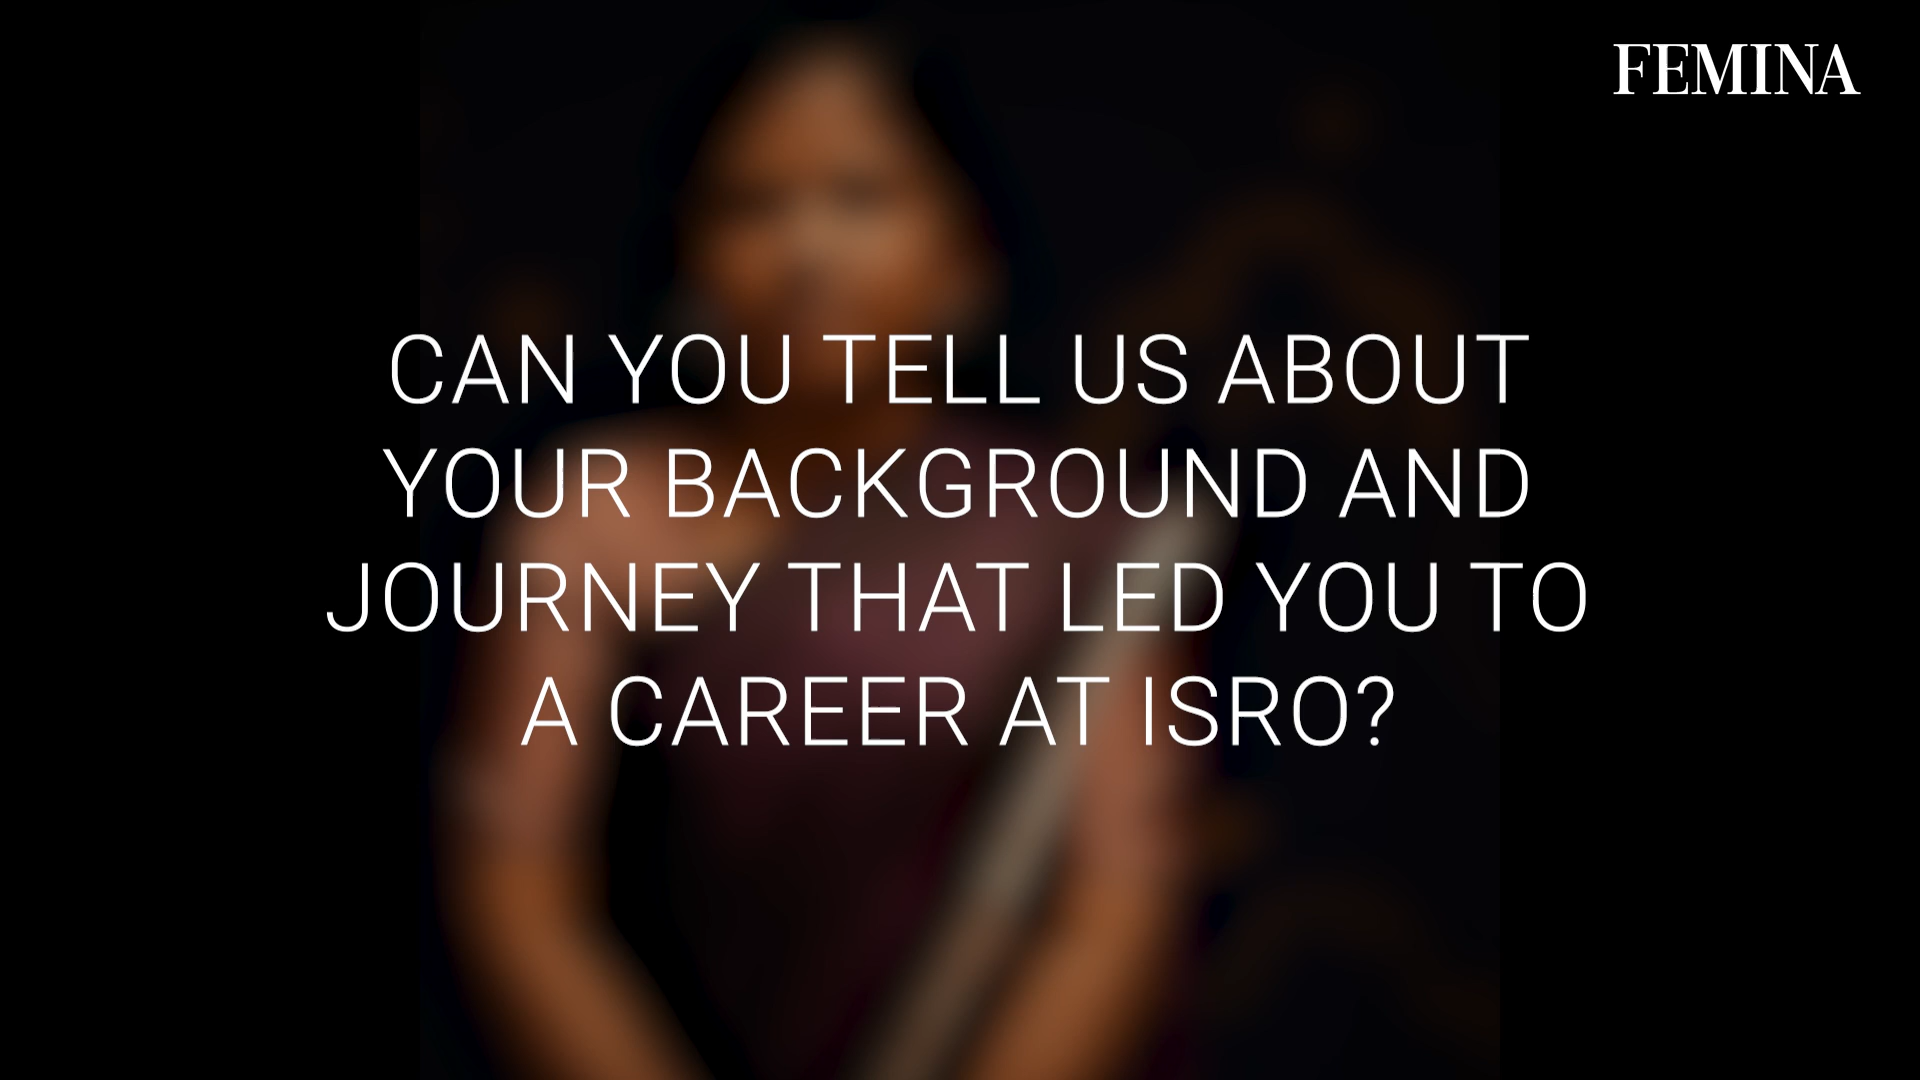 FEMINA
CAN YOU TELL US ABOUT
YOUR BACKGROUND AND
JOURNEY THAT LED YOU TO
A CAREER AT ISRO?